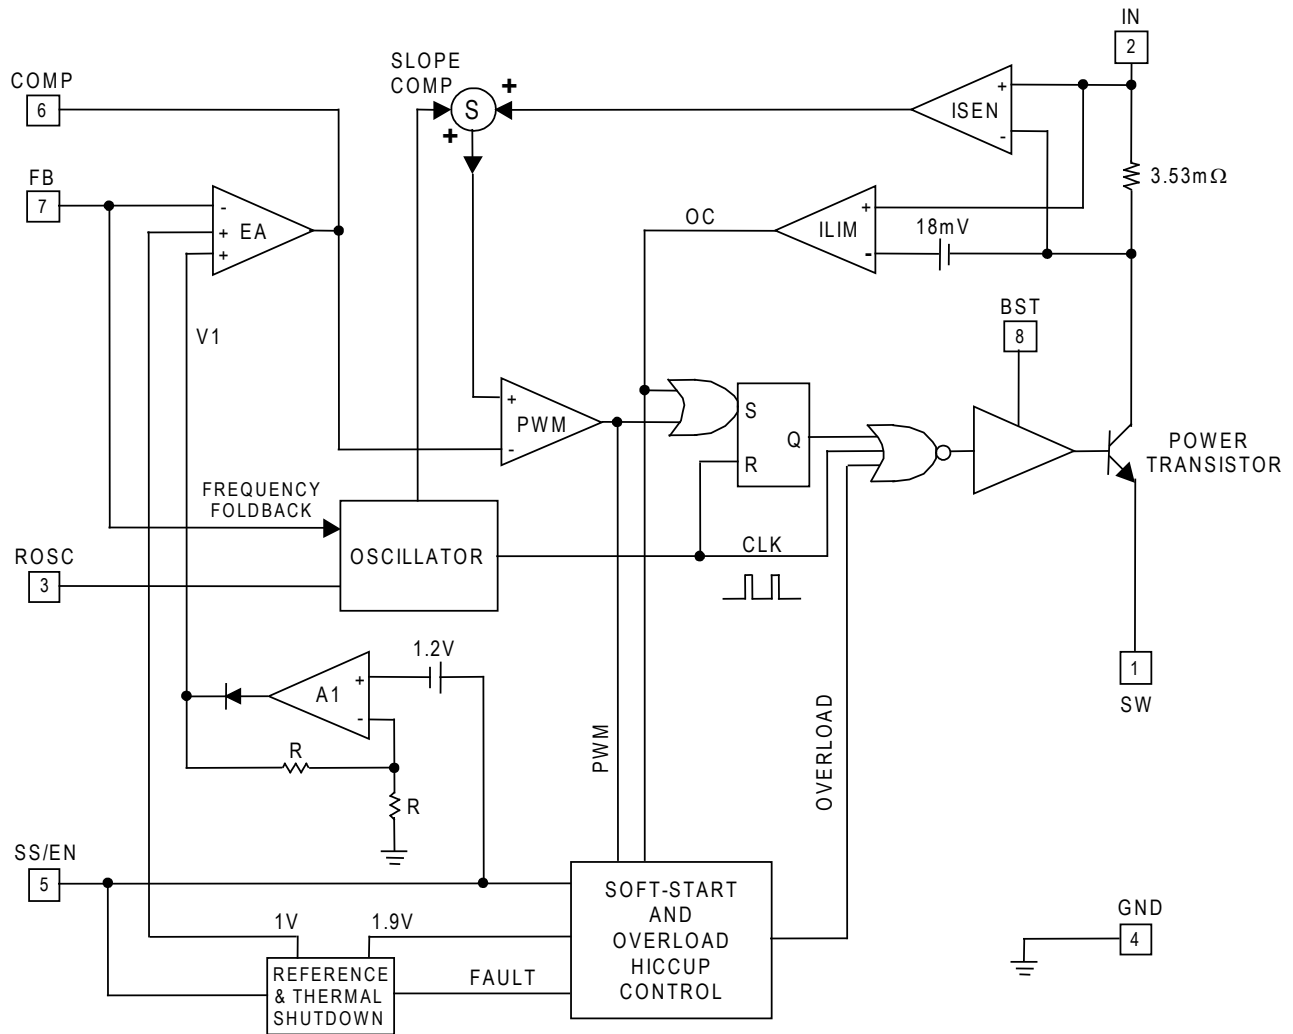 IN
2
SLOPE
COMP
+
S
+
ISEN
+
-
COMP
6
3.53mΩ
FB
7
-
+
+
EA
OC
ILIM
+
-
18mV
V1
BST
8
+
-
PWM
S
R
Q
POWER
TRANSISTOR
FREQUENCY
FOLDBACK
OSCILLATOR
CLK
ROSC
3
1.2V
A1
+
-
1
SW
R
R
PWM
OVERLOAD
SS/EN
5
SOFT-START
AND
OVERLOAD
HICCUP
CONTROL
1V
1.9V
GND
4
REFERENCE
& THERMAL
SHUTDOWN
FAULT